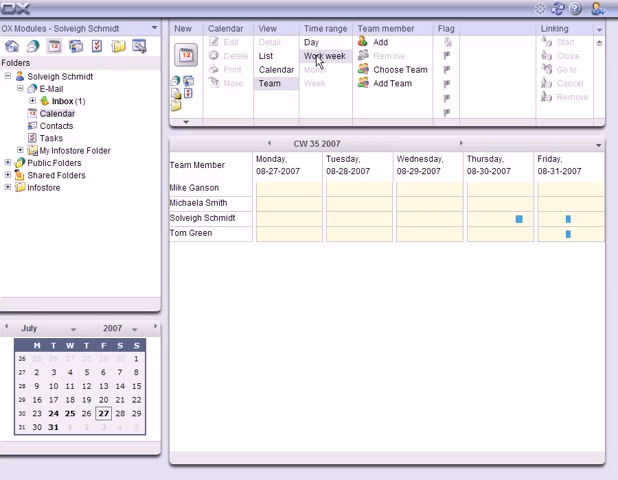 OX
OX Modules - Solveigh Schmidt
Folders
Solveigh Schmidt
E-Mail
Inbox (1)
Calendar
Contacts
Tasks
My Infostore Folder
Public Folders
Shared Folders
Infostore
New
Calendar
Edit
Delete
Print
Move
View
Detail
List
Calendar
Team
Time range
Day
Work week
Month
Week
Team member
Add
Remove
Choose Team
Add Team
Flag
Linking
Start
Close
Go to
Cancel
Remove
CW 35 2007
Team Member
Monday, 08-27-2007
Tuesday, 08-28-2007
Wednesday, 08-29-2007
Thursday, 08-30-2007
Friday, 08-31-2007
Mike Ganson
Michaela Smith
Solveigh Schmidt
Tom Green
July 2007
M T W T F S S
26 25 26 27 28 29 30 1
27 2 3 4 5 6 7 8
28 9 10 11 12 13 14 15
29 16 17 18 19 20 21 22
30 23 24 25 26 27 28 29
31 30 31 1 2 3 4 5